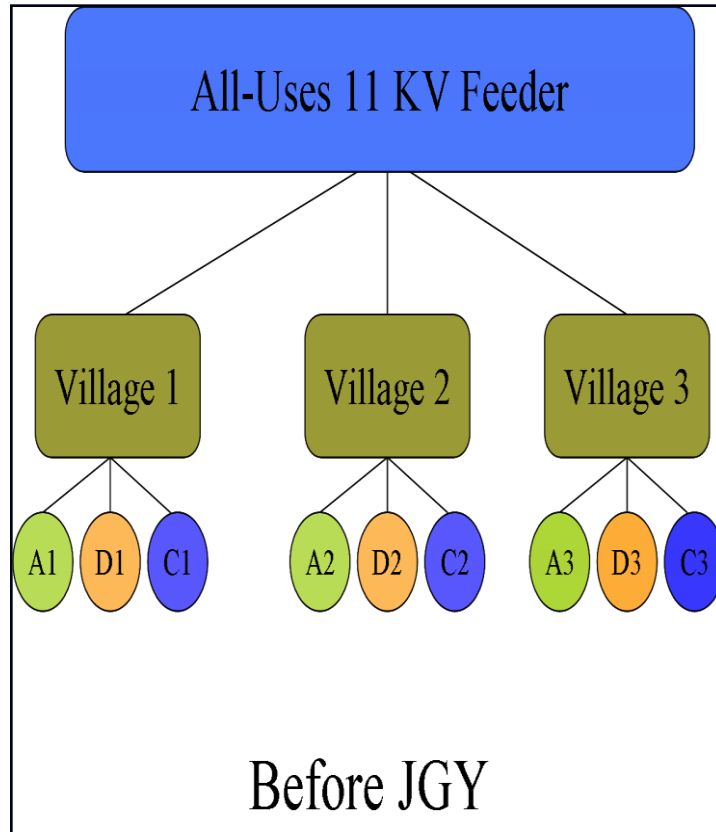 All-Uses 11 KV Feeder
Village 1
Village 2
Village 3
A1
D1
C1
A2
D2
C2
A3
D3
C3
Before JGY